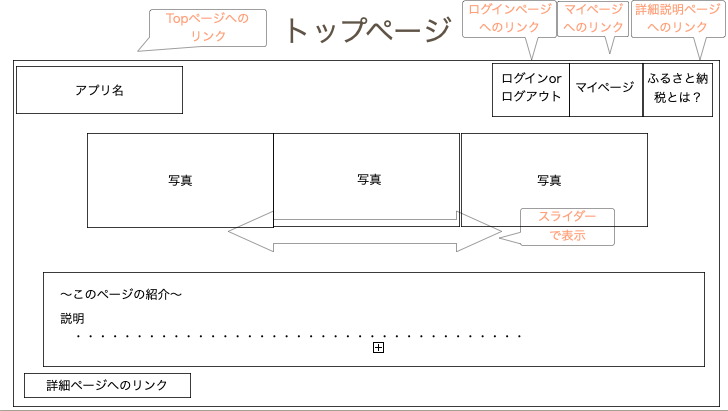 Topページへの
リンク
トップページ
ログインページ
へのリンク
マイページ
へのリンク
詳細説明ページ
へのリンク
アプリ名
ログインor
ログアウト
マイページ
ふるさと納
税とは？
写真
写真
写真
スライダー
で表示
〜このページの紹介〜
説明
・・・・・・・・・・・・・・・・・・・・・・・・・・・・・・・・・・・・・
詳細ページへのリンク